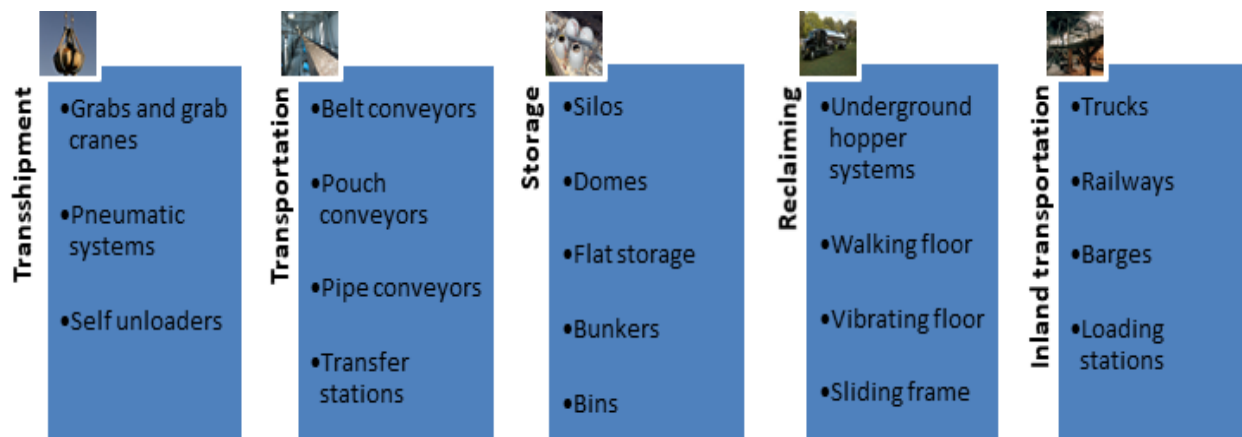 Transshipment
•Grabs and grab
cranes
•Pneumatic
systems
•Self unloaders
Transportation
•Belt conveyors
•Pouch
conveyors
•Pipe conveyors
•Transfer
stations
Storage
•Silos
•Domes
•Flat storage
•Bunkers
•Bins
Reclaiming
•Underground
hopper
systems
•Walking floor
•Vibrating floor
•Sliding frame
Inland transportation
•Trucks
•Railways
•Barges
•Loading
stations